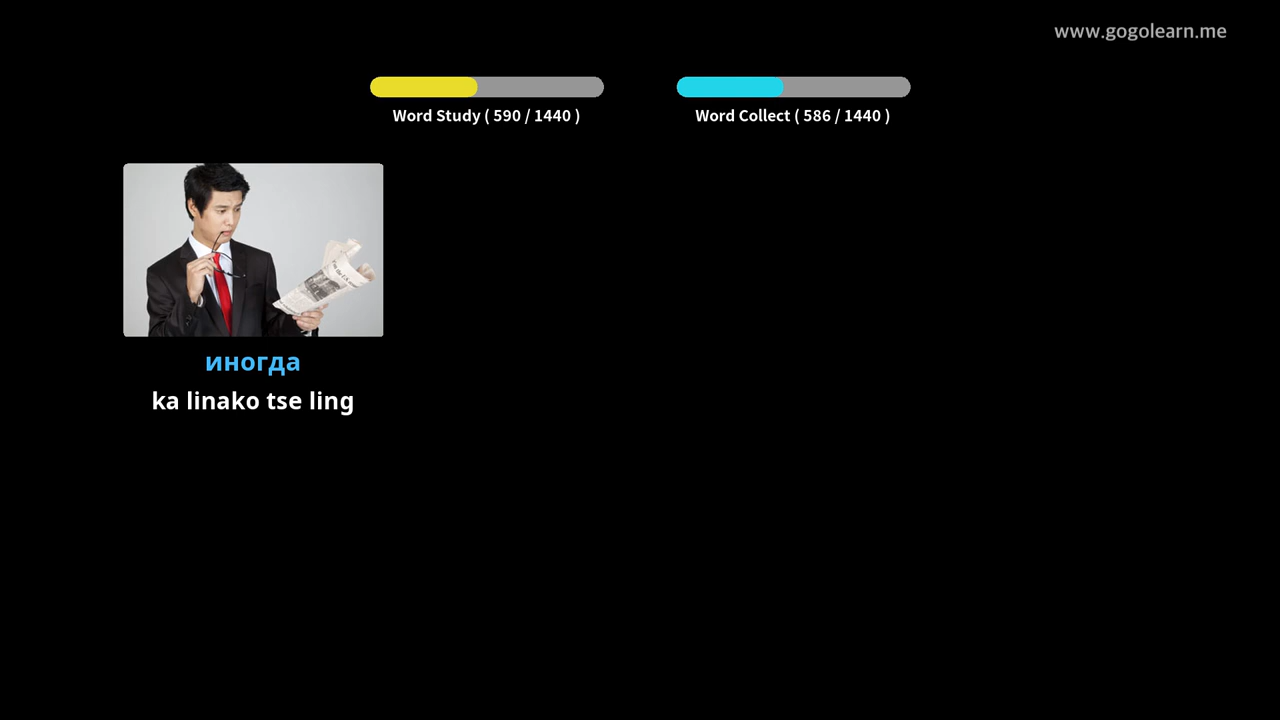 www.gogolearn.me
Word Study ( 590 / 1440 )
Word Collect ( 586 / 1440 )
иногда
ka linako tse ling